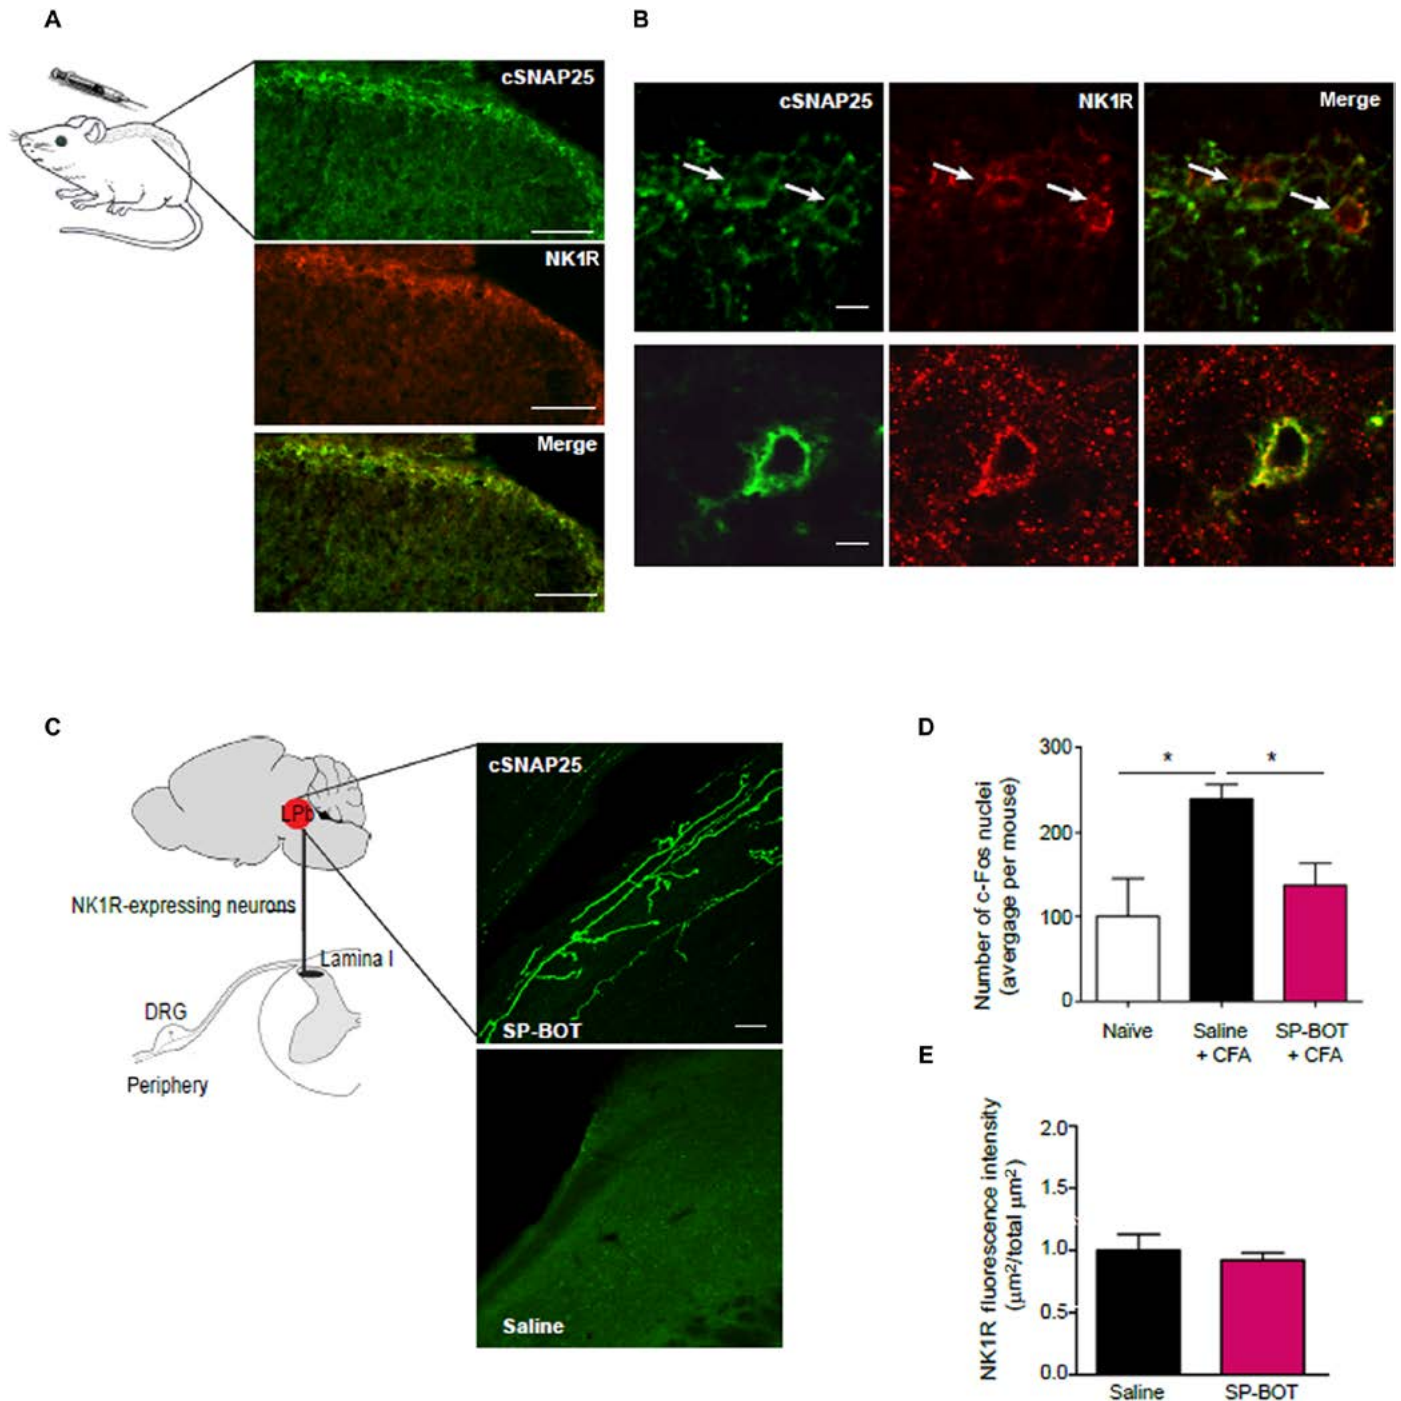 A
B
cSNAP25
NK1R
Merge
cSNAP25
NK1R
Merge
C
cSNAP25
LPb
NK1R-expressing neurons
Lamina I
DRG
Periphery
SP-BOT
Saline
D
Number of c-Fos nuclei
(avergage per mouse)
300
200
100
0
*
*
Naïve
Saline
+ CFA
SP-BOT
+ CFA
E
NK1R fluorescence intensity
(μm²/total μm²)
2.0
1.5
1.0
0.5
0.0
Saline
SP-BOT